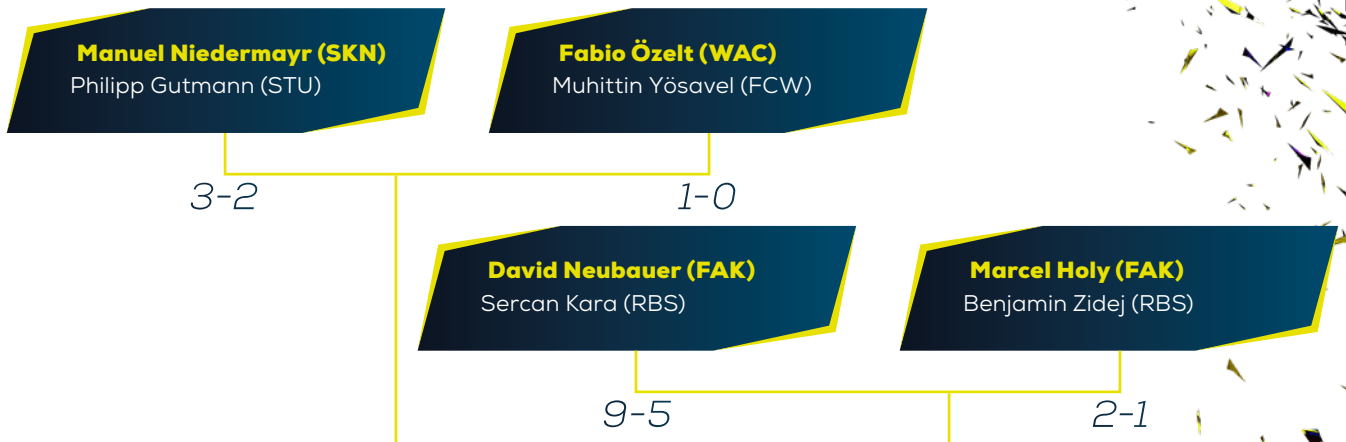 Manuel Niedermayr (SKN)
Philipp Gutmann (STU)
Fabio Özelt (WAC)
Muhittin Yösavel (FCW)
3-2
1-0
David Neubauer (FAK)
Sercan Kara (RBS)
Marcel Holy (FAK)
Benjamin Zidej (RBS)
9-5
2-1